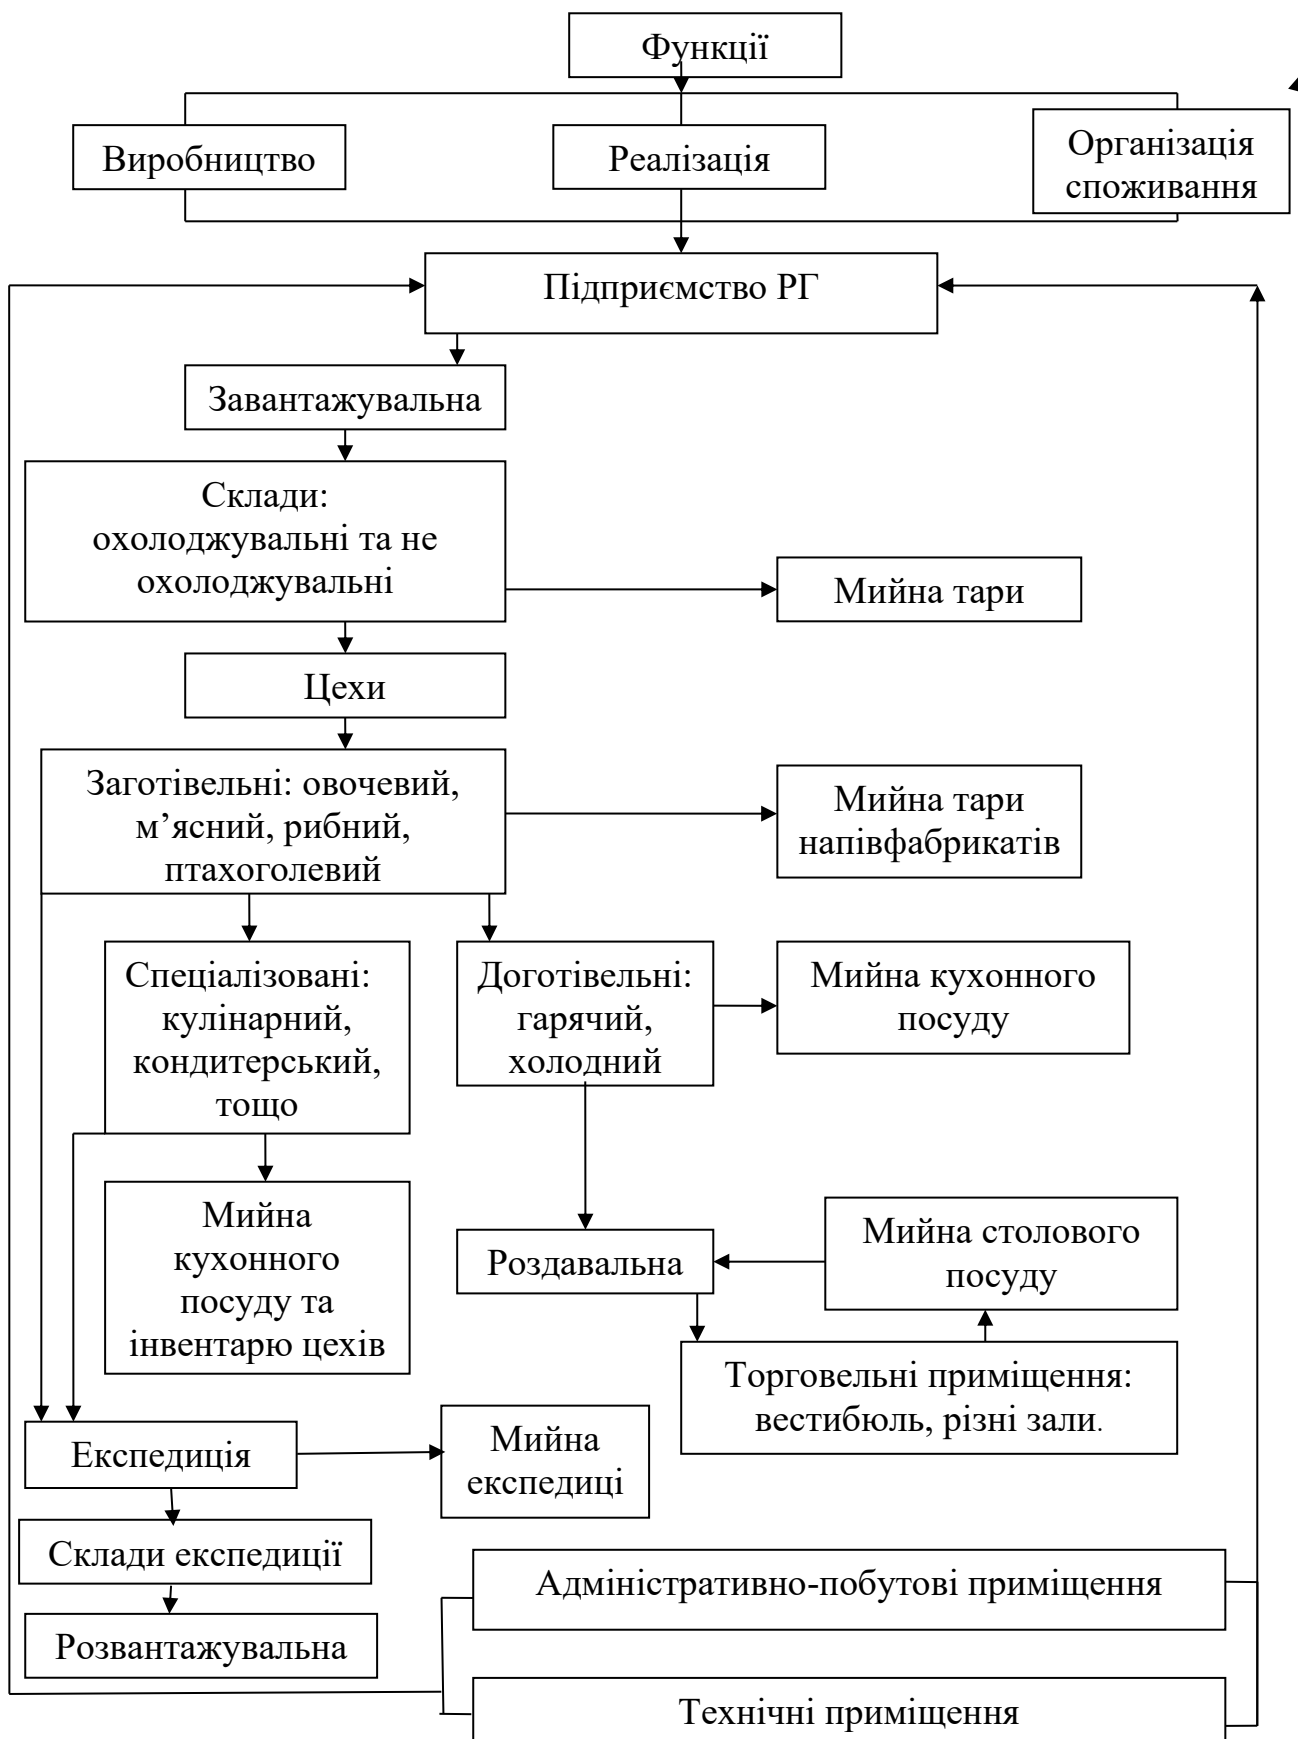 Функції
Виробництво
Реалізація
Організація
споживання
Підприємство РГ
Завантажувальна
Склади:
охолоджувальні та не
охолоджувальні
Мийна тари
Цехи
Заготівельні: овочевий,
м’ясний, рибний,
птахоголевий
Мийна тари
напівфабрикатів
Спеціалізовані:
кулінарний,
кондитерський,
тощо
Доготівельні:
гарячий,
холодний
Мийна кухонного
посуду
Мийна
кухонного
посуду та
інвентарю цехів
Роздавальна
Мийна столового
посуду
Торговельні приміщення:
вестибюль, різні зали.
Експедиція
Мийна
експедиці
Склади експедиції
Розвантажувальна
Адміністративно-побутові приміщення
Технічні приміщення